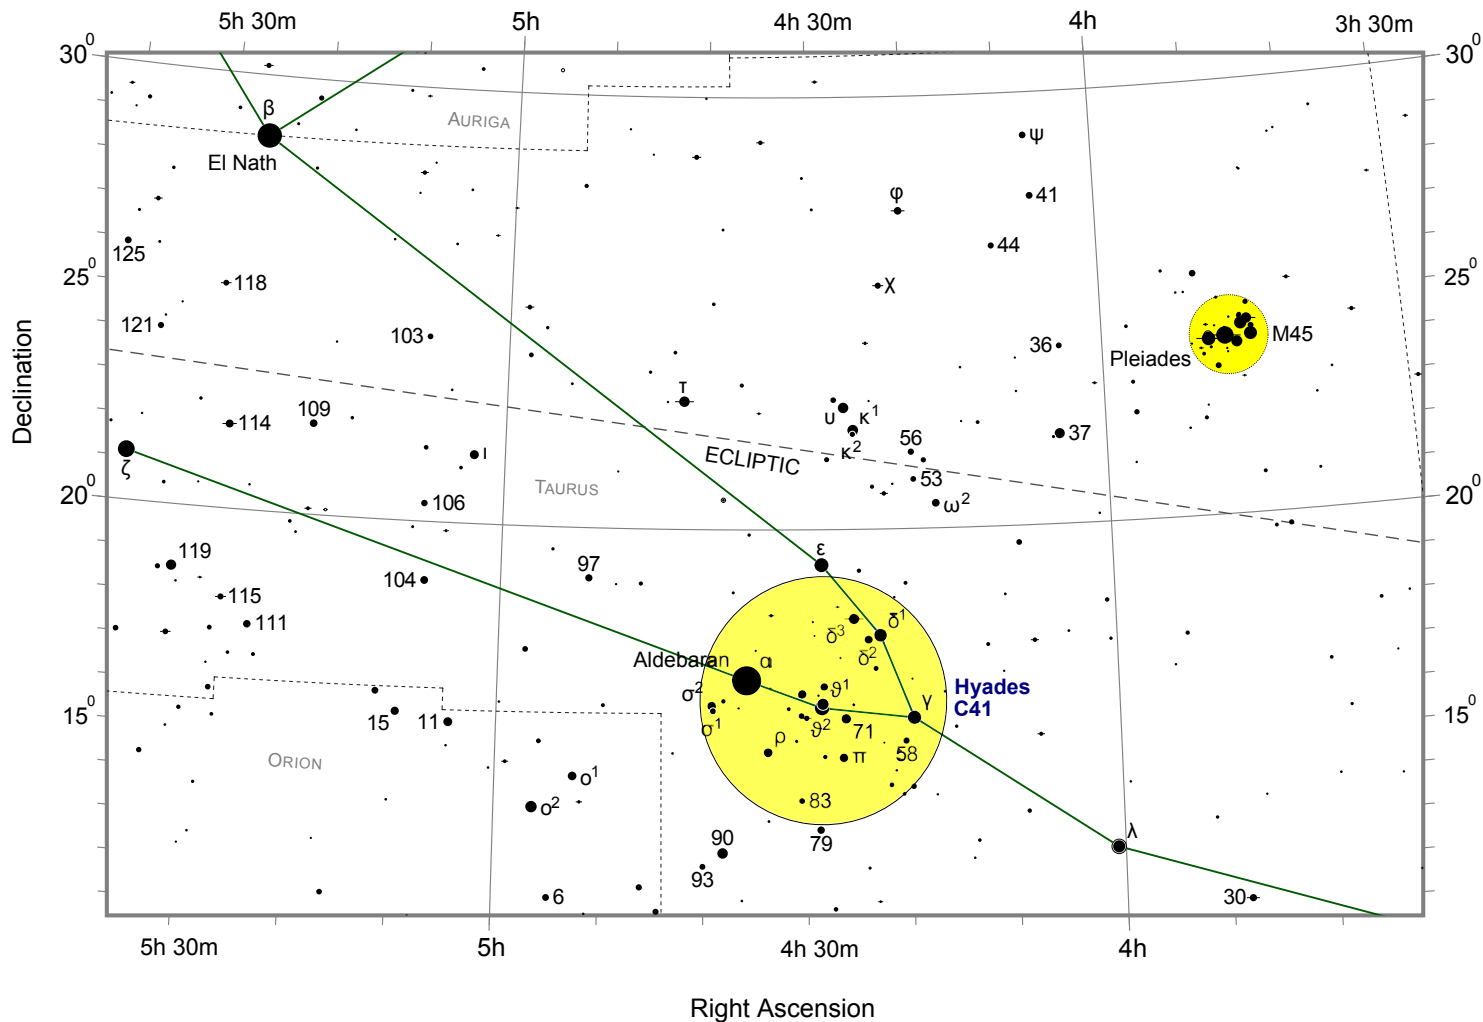 5h 30m 5h 4h 30m 4h 3h 30m
30⁰ 30⁰
β
AURIGA
ψ
El Nath
φ 41
125 44
25⁰ 118 χ 25⁰
121 103 36 Pleiades M45
τ
114 109 υ κ¹ 37
ζ ι κ² 56
ECLIPTIC
53
TAURUS
20⁰ 106 ω² 20⁰
119 ε
104 97
115
111 δ³ δ¹
δ²
Aldebaran α
Hyades
C41
σ² ϑ¹ γ
15⁰ 15 11 σ¹ ϑ² 71 15⁰
ρ π 58
ORION
ο¹
ο² 83
90 79 λ
93
6 30
5h 30m 5h 4h 30m 4h
Declination
Right Ascension